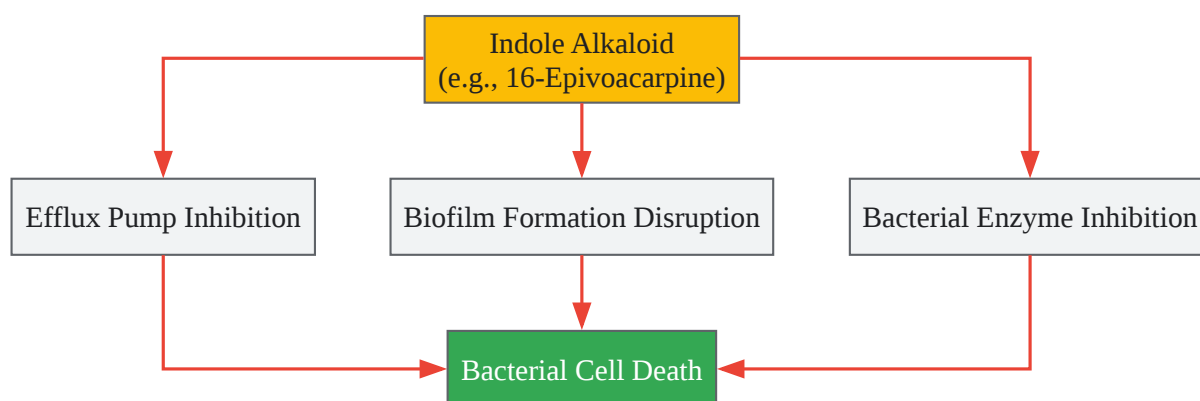 Indole Alkaloid
(e.g., 16-Epivoacarpine)
Efflux Pump Inhibition
Biofilm Formation Disruption
Bacterial Enzyme Inhibition
Bacterial Cell Death